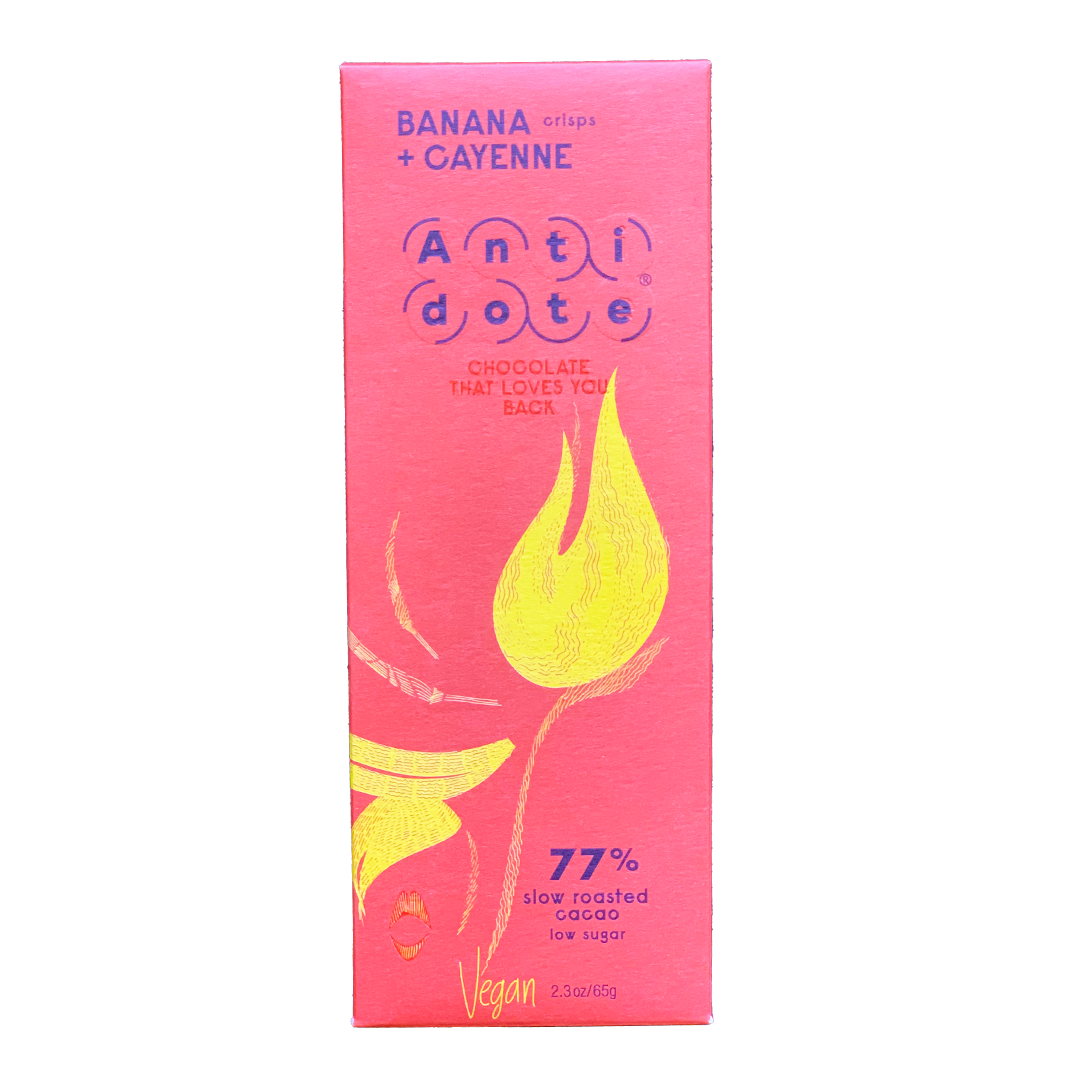 BANANA crisps
+ CAYENNE
Anti
dote®
CHOCOLATE
THAT LOVES YOU
BACK
77%
slow roasted
cacao
low sugar
Vegan 2.3oz/65g